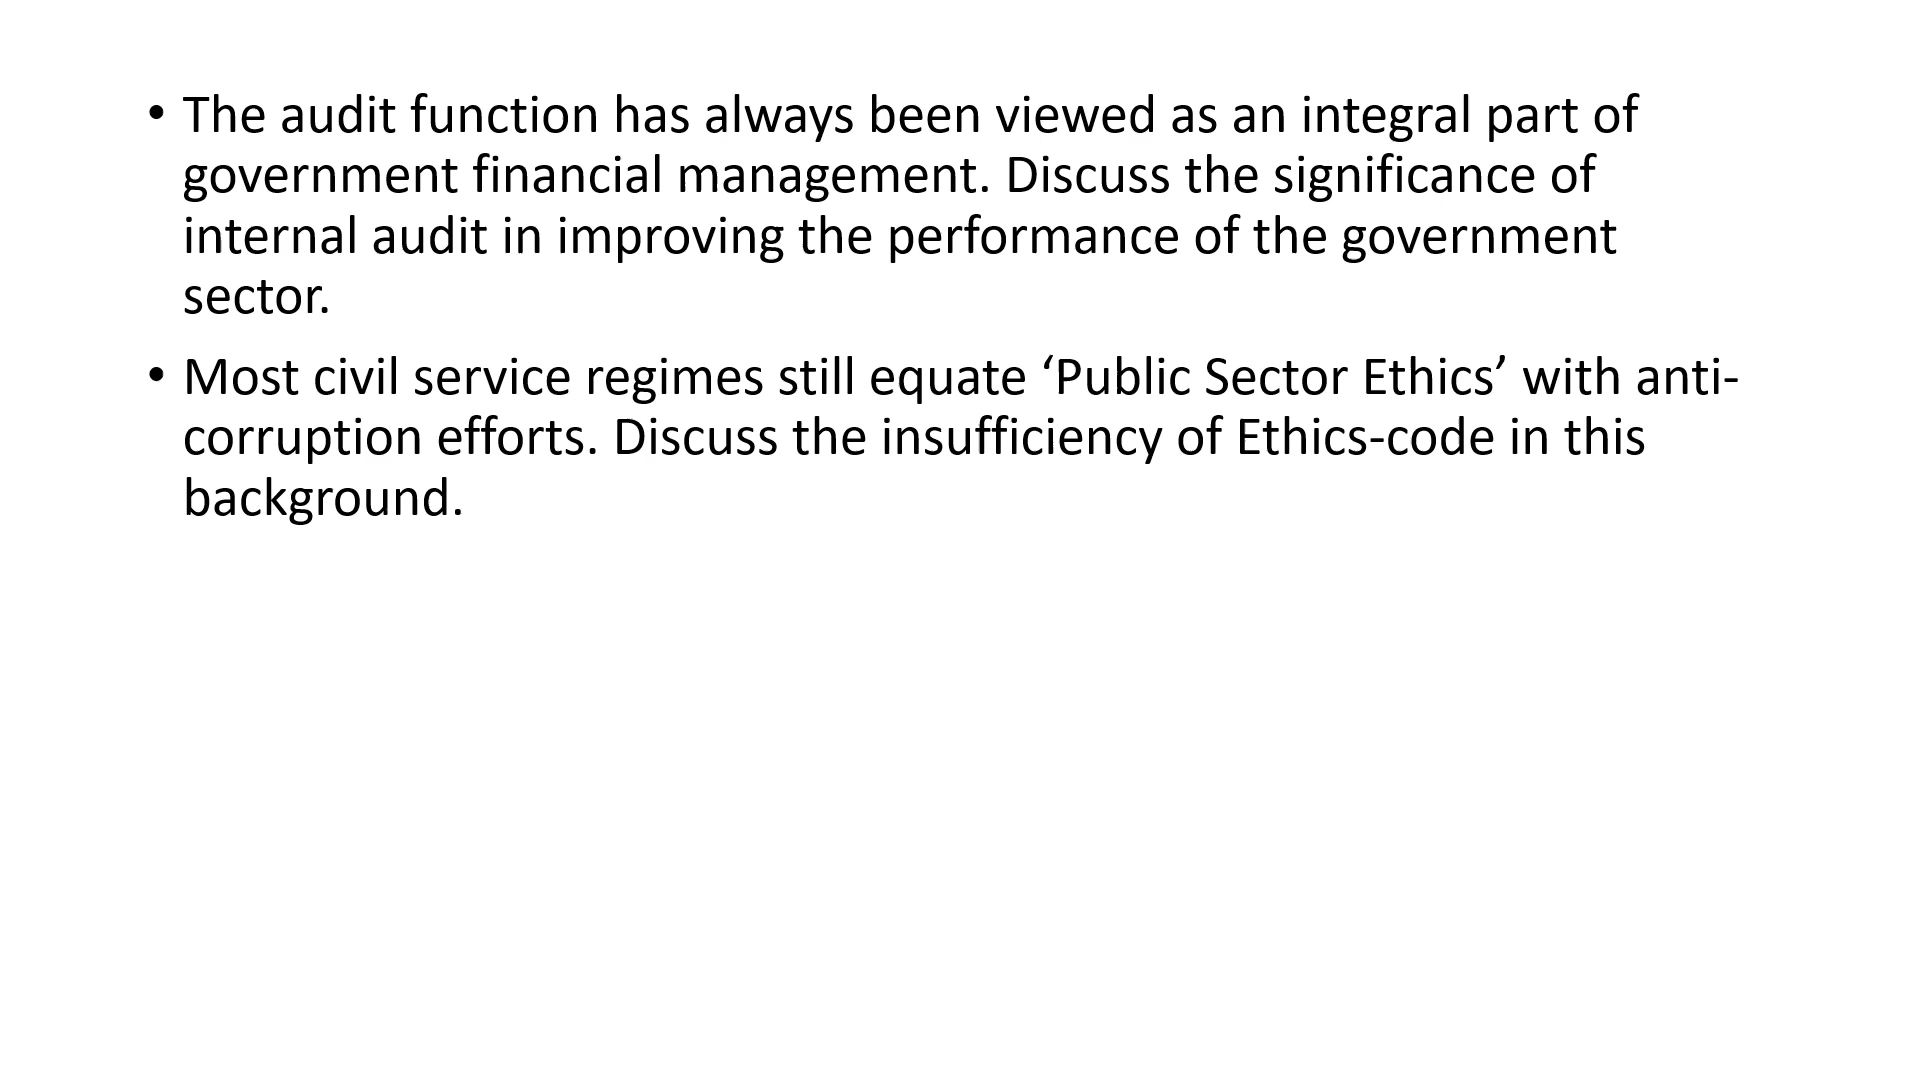 • The audit function has always been viewed as an integral part of
government financial management. Discuss the significance of
internal audit in improving the performance of the government
sector.
• Most civil service regimes still equate ‘Public Sector Ethics’ with anti-
corruption efforts. Discuss the insufficiency of Ethics-code in this
background.